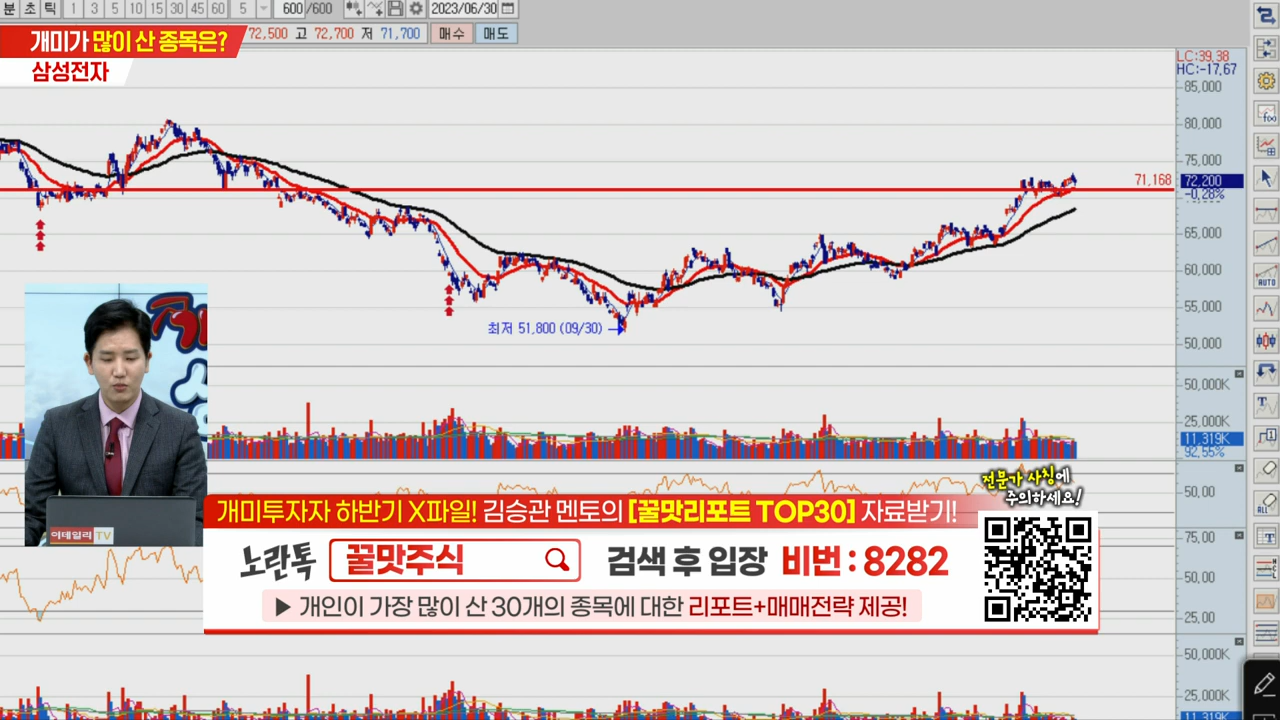 분 초 틱 1 3 5 10 15 30 45 60 5 600 /600 2023/06/30
개미가 많이 산 종목은?
72,500 고 72,700 저 71,700 매수 매도
삼성전자
LC:39,38
HC:-17,67
85,000
80,000
75,000
71,168
72,200
-0,28%
65,000
60,000
55,000
최저 51,800 (09/30)
50,000
50,000K
25,000K
11,319K
92,55%
50,00
75,00
50,00
25,00
50,000K
25,000K
11,319K
이데일리 TV
전문가 사칭에
주의하세요!
개미투자자 하반기 X파일! 김승관 멘토의 [꿀맛리포트 TOP30] 자료받기!
노란톡 꿀맛주식 검색 후 입장 비번 : 8282
▶ 개인이 가장 많이 산 30개의 종목에 대한 리포트+매매전략 제공!
f(x)
AUTO
T
1
ALL
T